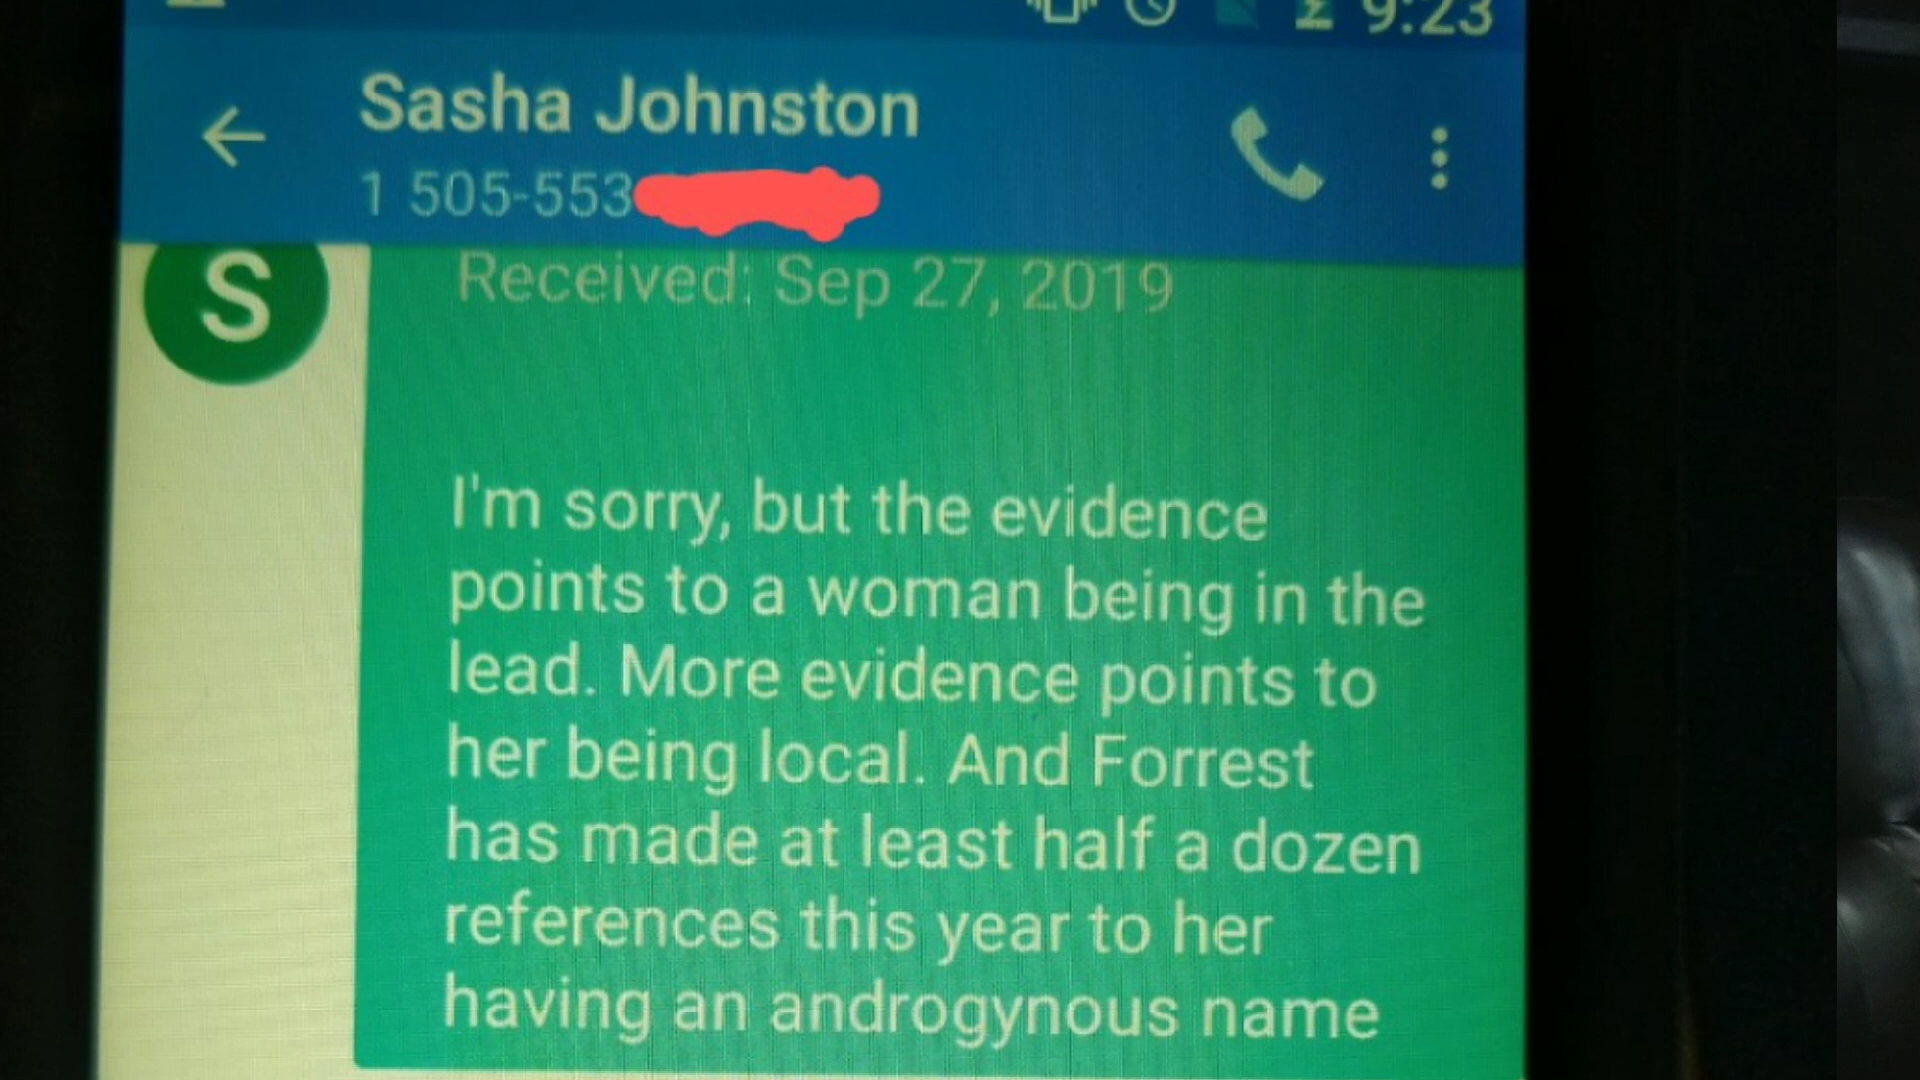 9:23
Sasha Johnston
1 505-553
S
Received: Sep 27, 2019
I'm sorry, but the evidence
points to a woman being in the
lead. More evidence points to
her being local. And Forrest
has made at least half a dozen
references this year to her
having an androgynous name